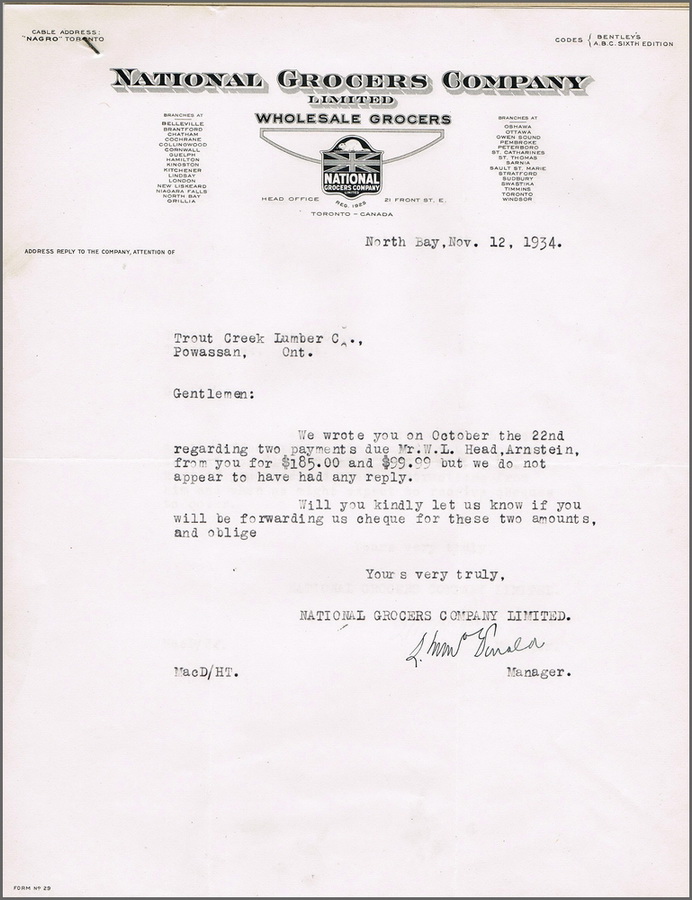 CABLE ADDRESS:
"NAGRO" TORONTO
CODES { BENTLEY'S
A.B.C. SIXTH EDITION
NATIONAL GROCERS COMPANY
LIMITED
WHOLESALE GROCERS
BRANCHES AT
BELLEVILLE
BRANTFORD
CHATHAM
COCHRANE
COLLINGWOOD
CORNWALL
GUELPH
HAMILTON
KINGSTON
KITCHENER
LINDSAY
LONDON
NEW LISKEARD
NIAGARA FALLS
NORTH BAY
ORILLIA
NATIONAL
GROCERS COMPANY
LIMITED
REG. 1925
BRANCHES AT
OSHAWA
OTTAWA
OWEN SOUND
PEMBROKE
PETERBORO
ST. CATHARINES
ST. THOMAS
SARNIA
SAULT ST. MARIE
STRATFORD
SUDBURY
SWASTIKA
TIMMINS
TORONTO
WINDSOR
HEAD OFFICE 21 FRONT ST. E.
TORONTO - CANADA
North Bay,Nov. 12, 1934.
ADDRESS REPLY TO THE COMPANY, ATTENTION OF
Trout Creek Lumber C.,
Powassan, Ont.
Gentlemen:
We wrote you on October the 22nd
regarding two payments due Mr.W.L. Head,Arnstein,
from you for $185.00 and $99.99 but we do not
appear to have had any reply.
Will you kindly let us know if you
will be forwarding us cheque for these two amounts,
and oblige
Yours very truly,
NATIONAL GROCERS COMPANY LIMITED.
MacD/HT.
Manager.
FORM Nº 29